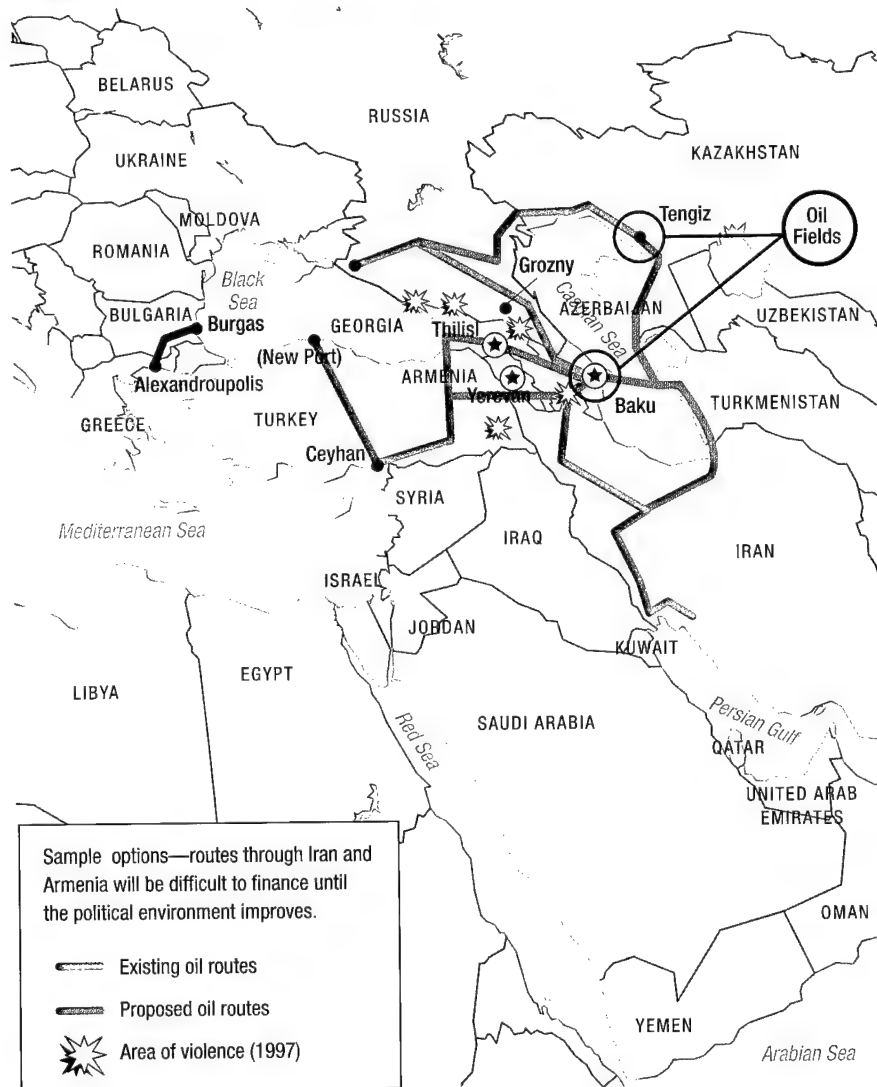 BELARUS
RUSSIA
UKRAINE
KAZAKHSTAN
MOLDOVA
Tengiz
Oil
Fields
ROMANIA
Grozny
Black
Sea
Caspian Sea
AZERBAIJAN
UZBEKISTAN
BULGARIA
Burgas
GEORGIA
Tbilisi
(New Port)
Alexandroupolis
ARMENIA
Yerevan
Baku
TURKMENISTAN
GREECE
TURKEY
Ceyhan
SYRIA
Mediterranean Sea
IRAQ
IRAN
ISRAEL
JORDAN
KUWAIT
LIBYA
EGYPT
SAUDI ARABIA
Red Sea
Persian Gulf
QATAR
UNITED ARAB
EMIRATES
Sample options—routes through Iran and
Armenia will be difficult to finance until
the political environment improves.
OMAN
Existing oil routes
Proposed oil routes
YEMEN
Area of violence (1997)
Arabian Sea